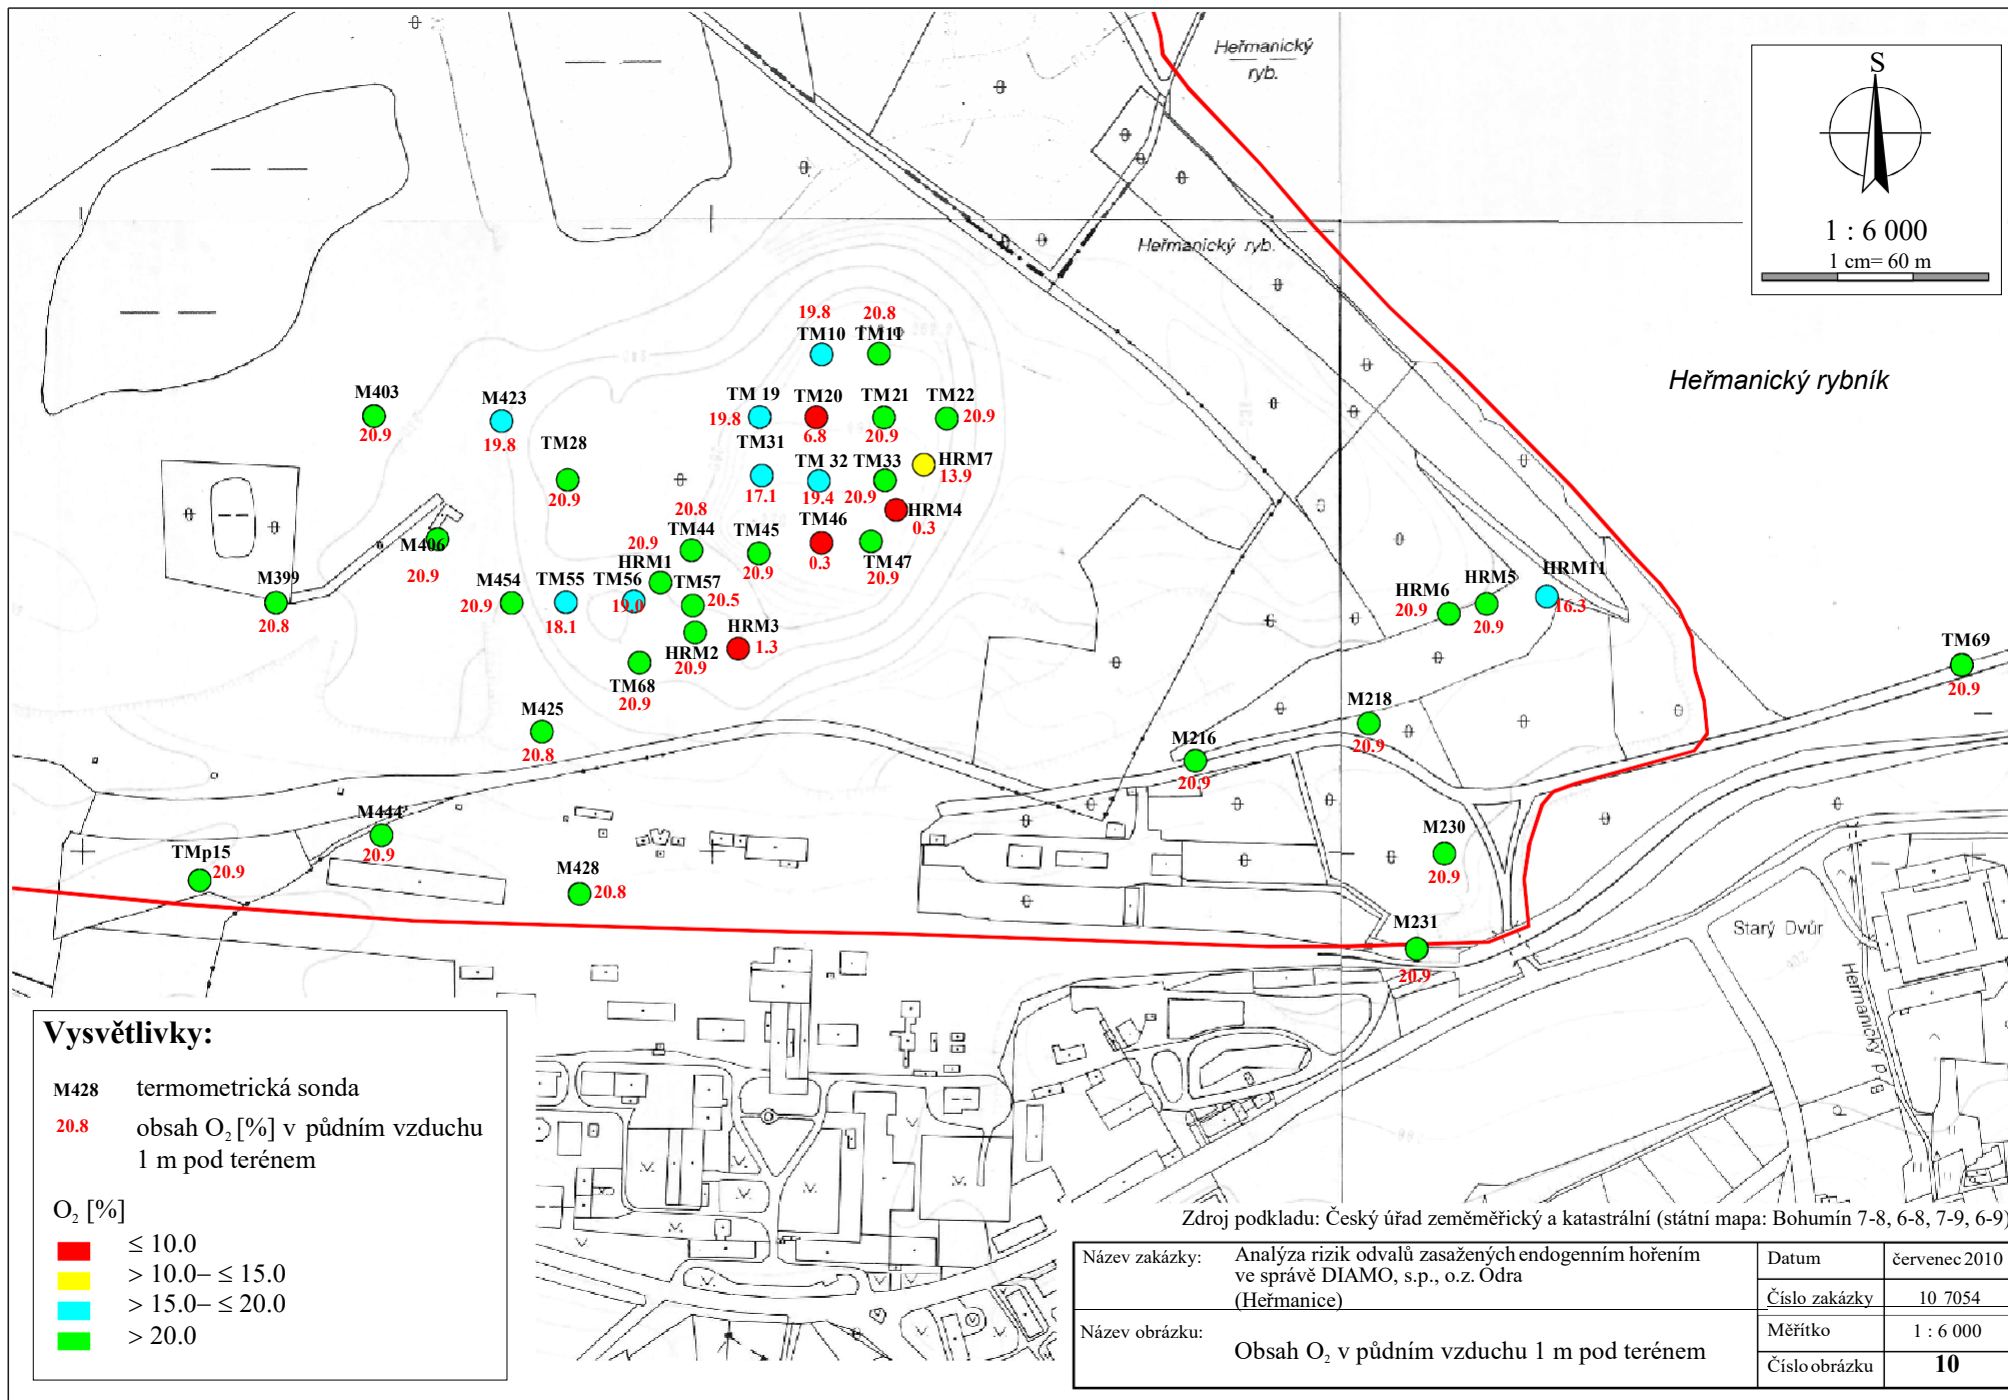 Heřmanický
ryb.
S
1 : 6 000
1 cm= 60 m
Heřmanický ryb.
Heřmanický rybník
19.8
TM10
20.8
TM11
M403
20.9
M423
19.8
TM28
20.9
TM 19
19.8
TM20
6.8
TM21
20.9
TM22
20.9
TM31
17.1
TM 32
19.4
TM33
20.9
HRM7
13.9
HRM4
0.3
20.8
TM44
TM45
20.9
TM46
0.3
TM47
20.9
M406
20.9
M399
20.8
M454
20.9
TM55
18.1
TM56
19.0
20.9
HRM1
TM57
20.5
HRM2
20.9
HRM3
1.3
TM68
20.9
HRM6
20.9
HRM5
20.9
HRM11
16.3
TM69
20.9
M425
20.8
M216
20.9
M218
20.9
M444
20.9
TMp15
20.9
M428
20.8
M230
20.9
M231
20.9
Starý Dvůr
Vysvětlivky:
M428 termometrická sonda
20.8 obsah O₂ [%] v půdním vzduchu
1 m pod terénem
O₂ [%]
≤ 10.0
> 10.0– ≤ 15.0
> 15.0– ≤ 20.0
> 20.0
Zdroj podkladu: Český úřad zeměměřický a katastrální (státní mapa: Bohumín 7-8, 6-8, 7-9, 6-9)
Název zakázky: Analýza rizik odvalů zasažených endogenním hořením
ve správě DIAMO, s.p., o.z. Odra
(Heřmanice)
Datum červenec 2010
Číslo zakázky 10 7054
Název obrázku: Obsah O₂ v půdním vzduchu 1 m pod terénem
Měřítko 1 : 6 000
Číslo obrázku 10